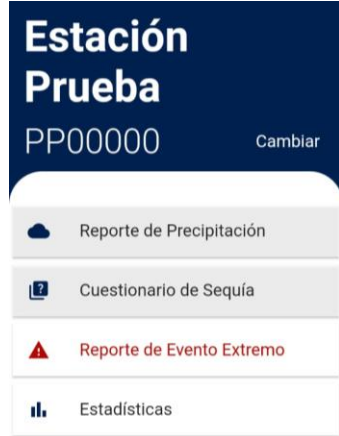 Estación
Prueba
PP00000
Cambiar
Reporte de Precipitación
Cuestionario de Sequía
Reporte de Evento Extremo
Estadísticas